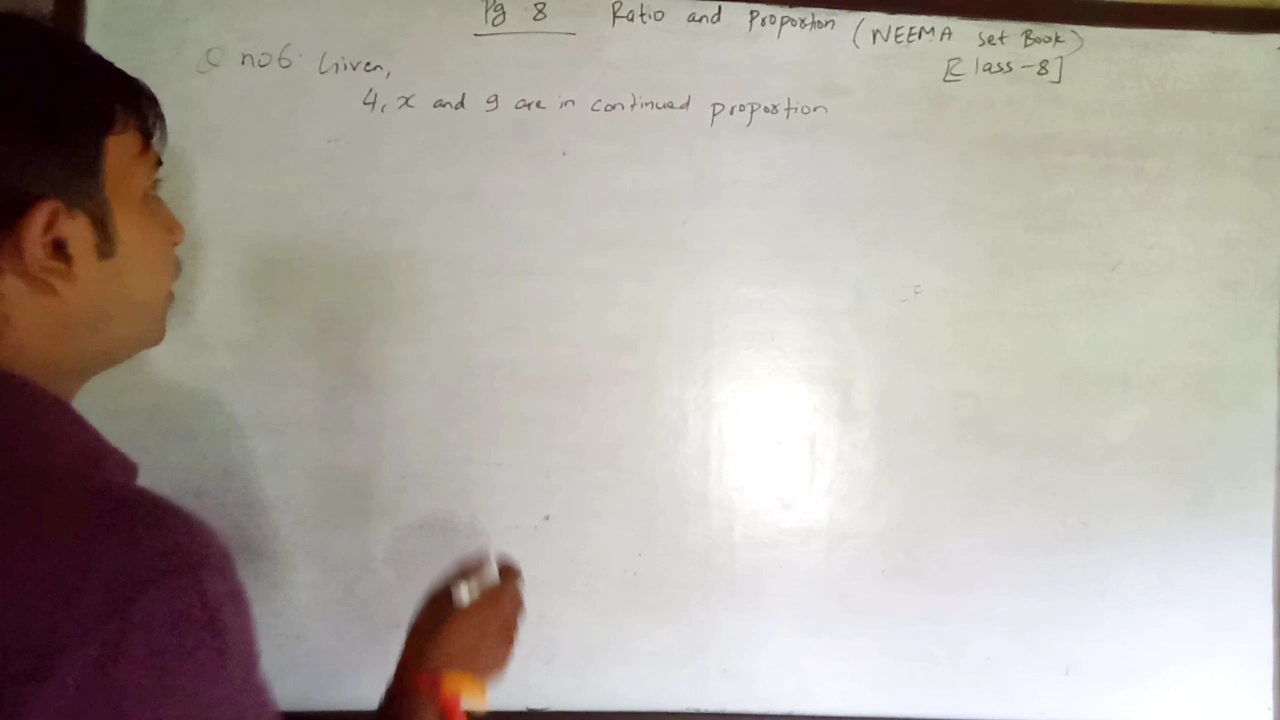 Pg 8 Ratio and Proportion (NEEMA Set Book)
[Class-8]
Q no6. Given,
4, x and 9 are in continued proportion